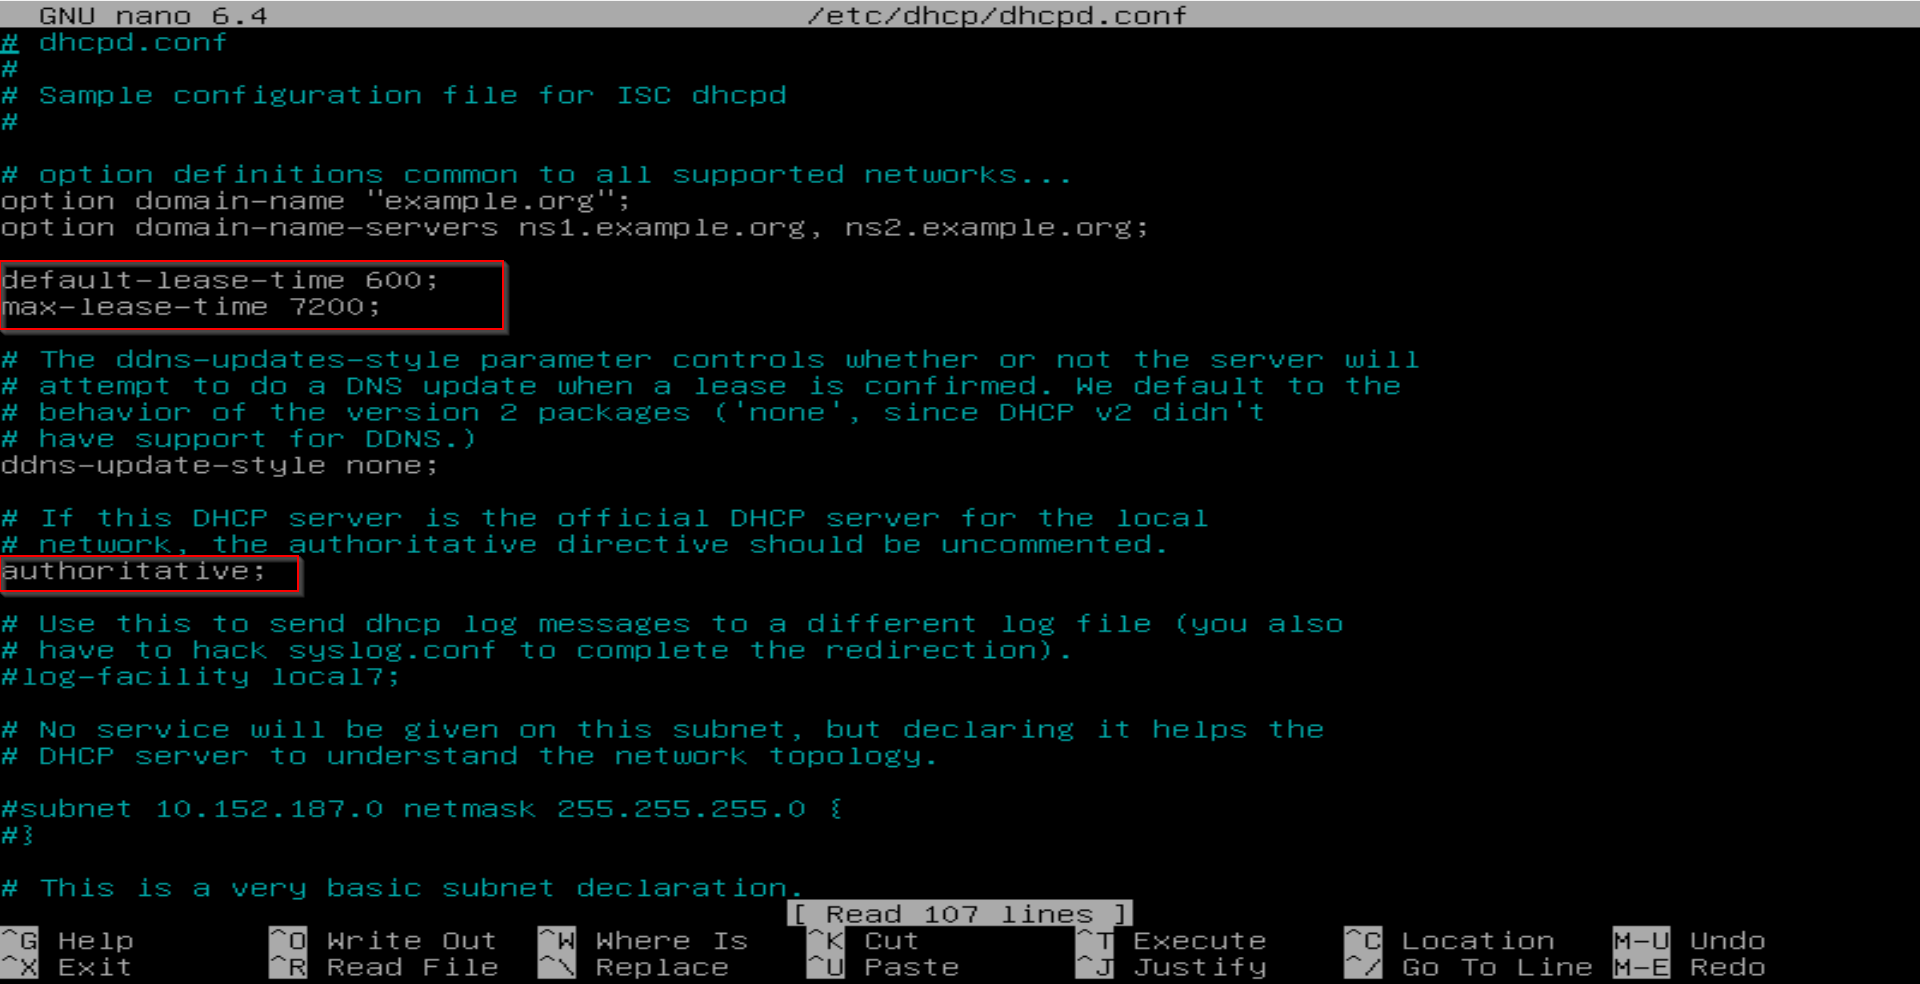 GNU nano 6.4 /etc/dhcp/dhcpd.conf
# dhcpd.conf
#
# Sample configuration file for ISC dhcpd
#
# option definitions common to all supported networks...
option domain-name "example.org";
option domain-name-servers ns1.example.org, ns2.example.org;
default-lease-time 600;
max-lease-time 7200;
# The ddns-updates-style parameter controls whether or not the server will
# attempt to do a DNS update when a lease is confirmed. We default to the
# behavior of the version 2 packages ('none', since DHCP v2 didn't
# have support for DDNS.)
ddns-update-style none;
# If this DHCP server is the official DHCP server for the local
# network, the authoritative directive should be uncommented.
authoritative;
# Use this to send dhcp log messages to a different log file (you also
# have to hack syslog.conf to complete the redirection).
#log-facility local7;
# No service will be given on this subnet, but declaring it helps the
# DHCP server to understand the network topology.
#subnet 10.152.187.0 netmask 255.255.255.0 {
#}
# This is a very basic subnet declaration.
[ Read 107 lines ]
^G Help ^O Write Out ^W Where Is ^K Cut ^T Execute ^C Location M-U Undo
^X Exit ^R Read File ^\ Replace ^U Paste ^J Justify ^/ Go To Line M-E Redo